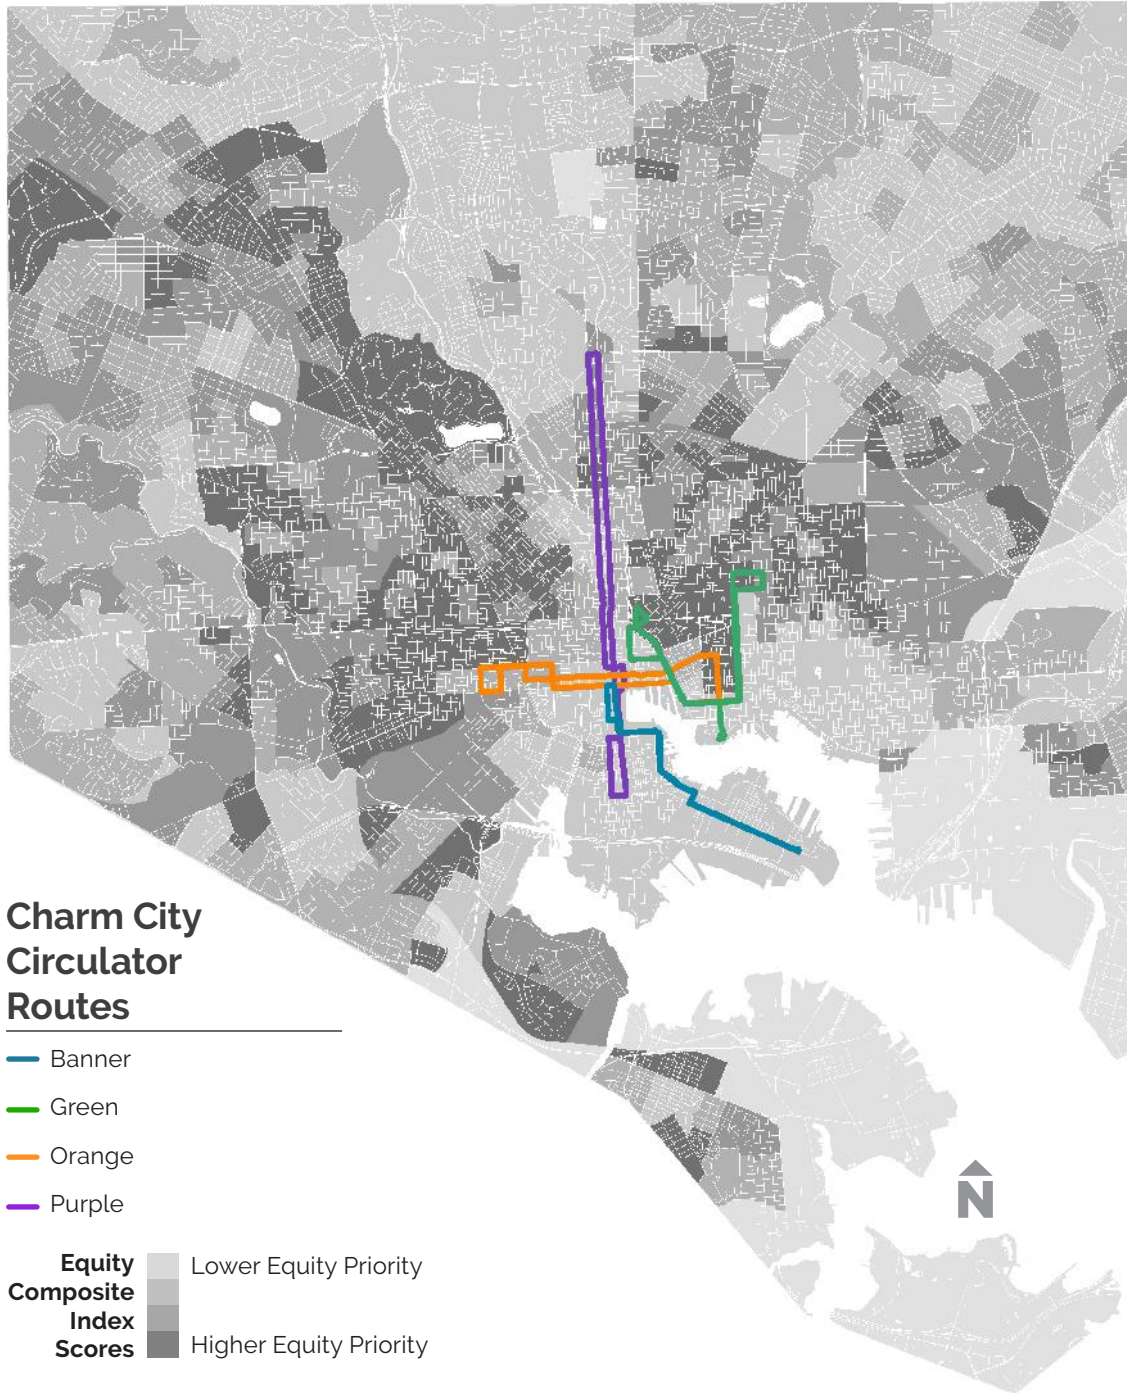 Charm City
Circulator
Routes
Banner
Green
Orange
Purple
Equity
Composite
Index
Scores
Lower Equity Priority
Higher Equity Priority
N